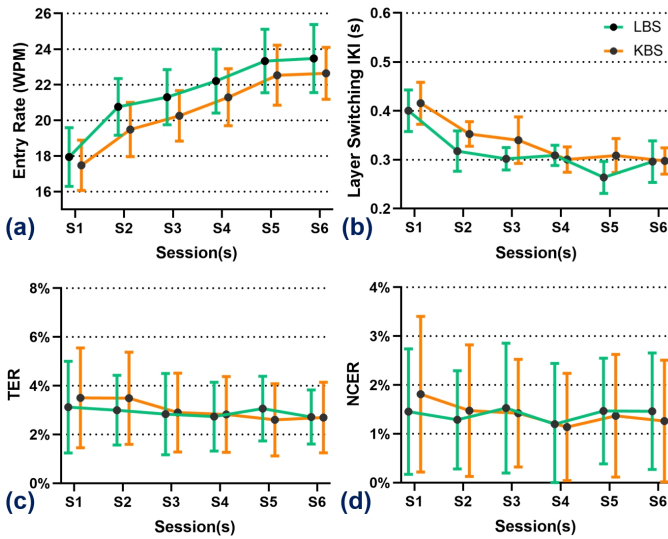 26
24
22
20
18
16
Entry Rate (WPM)
S1 S2 S3 S4 S5 S6
Session(s)
(a)
0.6
0.5
0.4
0.3
0.2
Layer Switching IKI (s)
LBS
KBS
S1 S2 S3 S4 S5 S6
Session(s)
(b)
8%
6%
4%
2%
0%
TER
S1 S2 S3 S4 S5 S6
Session(s)
(c)
4%
3%
2%
1%
0%
NCER
S1 S2 S3 S4 S5 S6
Session(s)
(d)